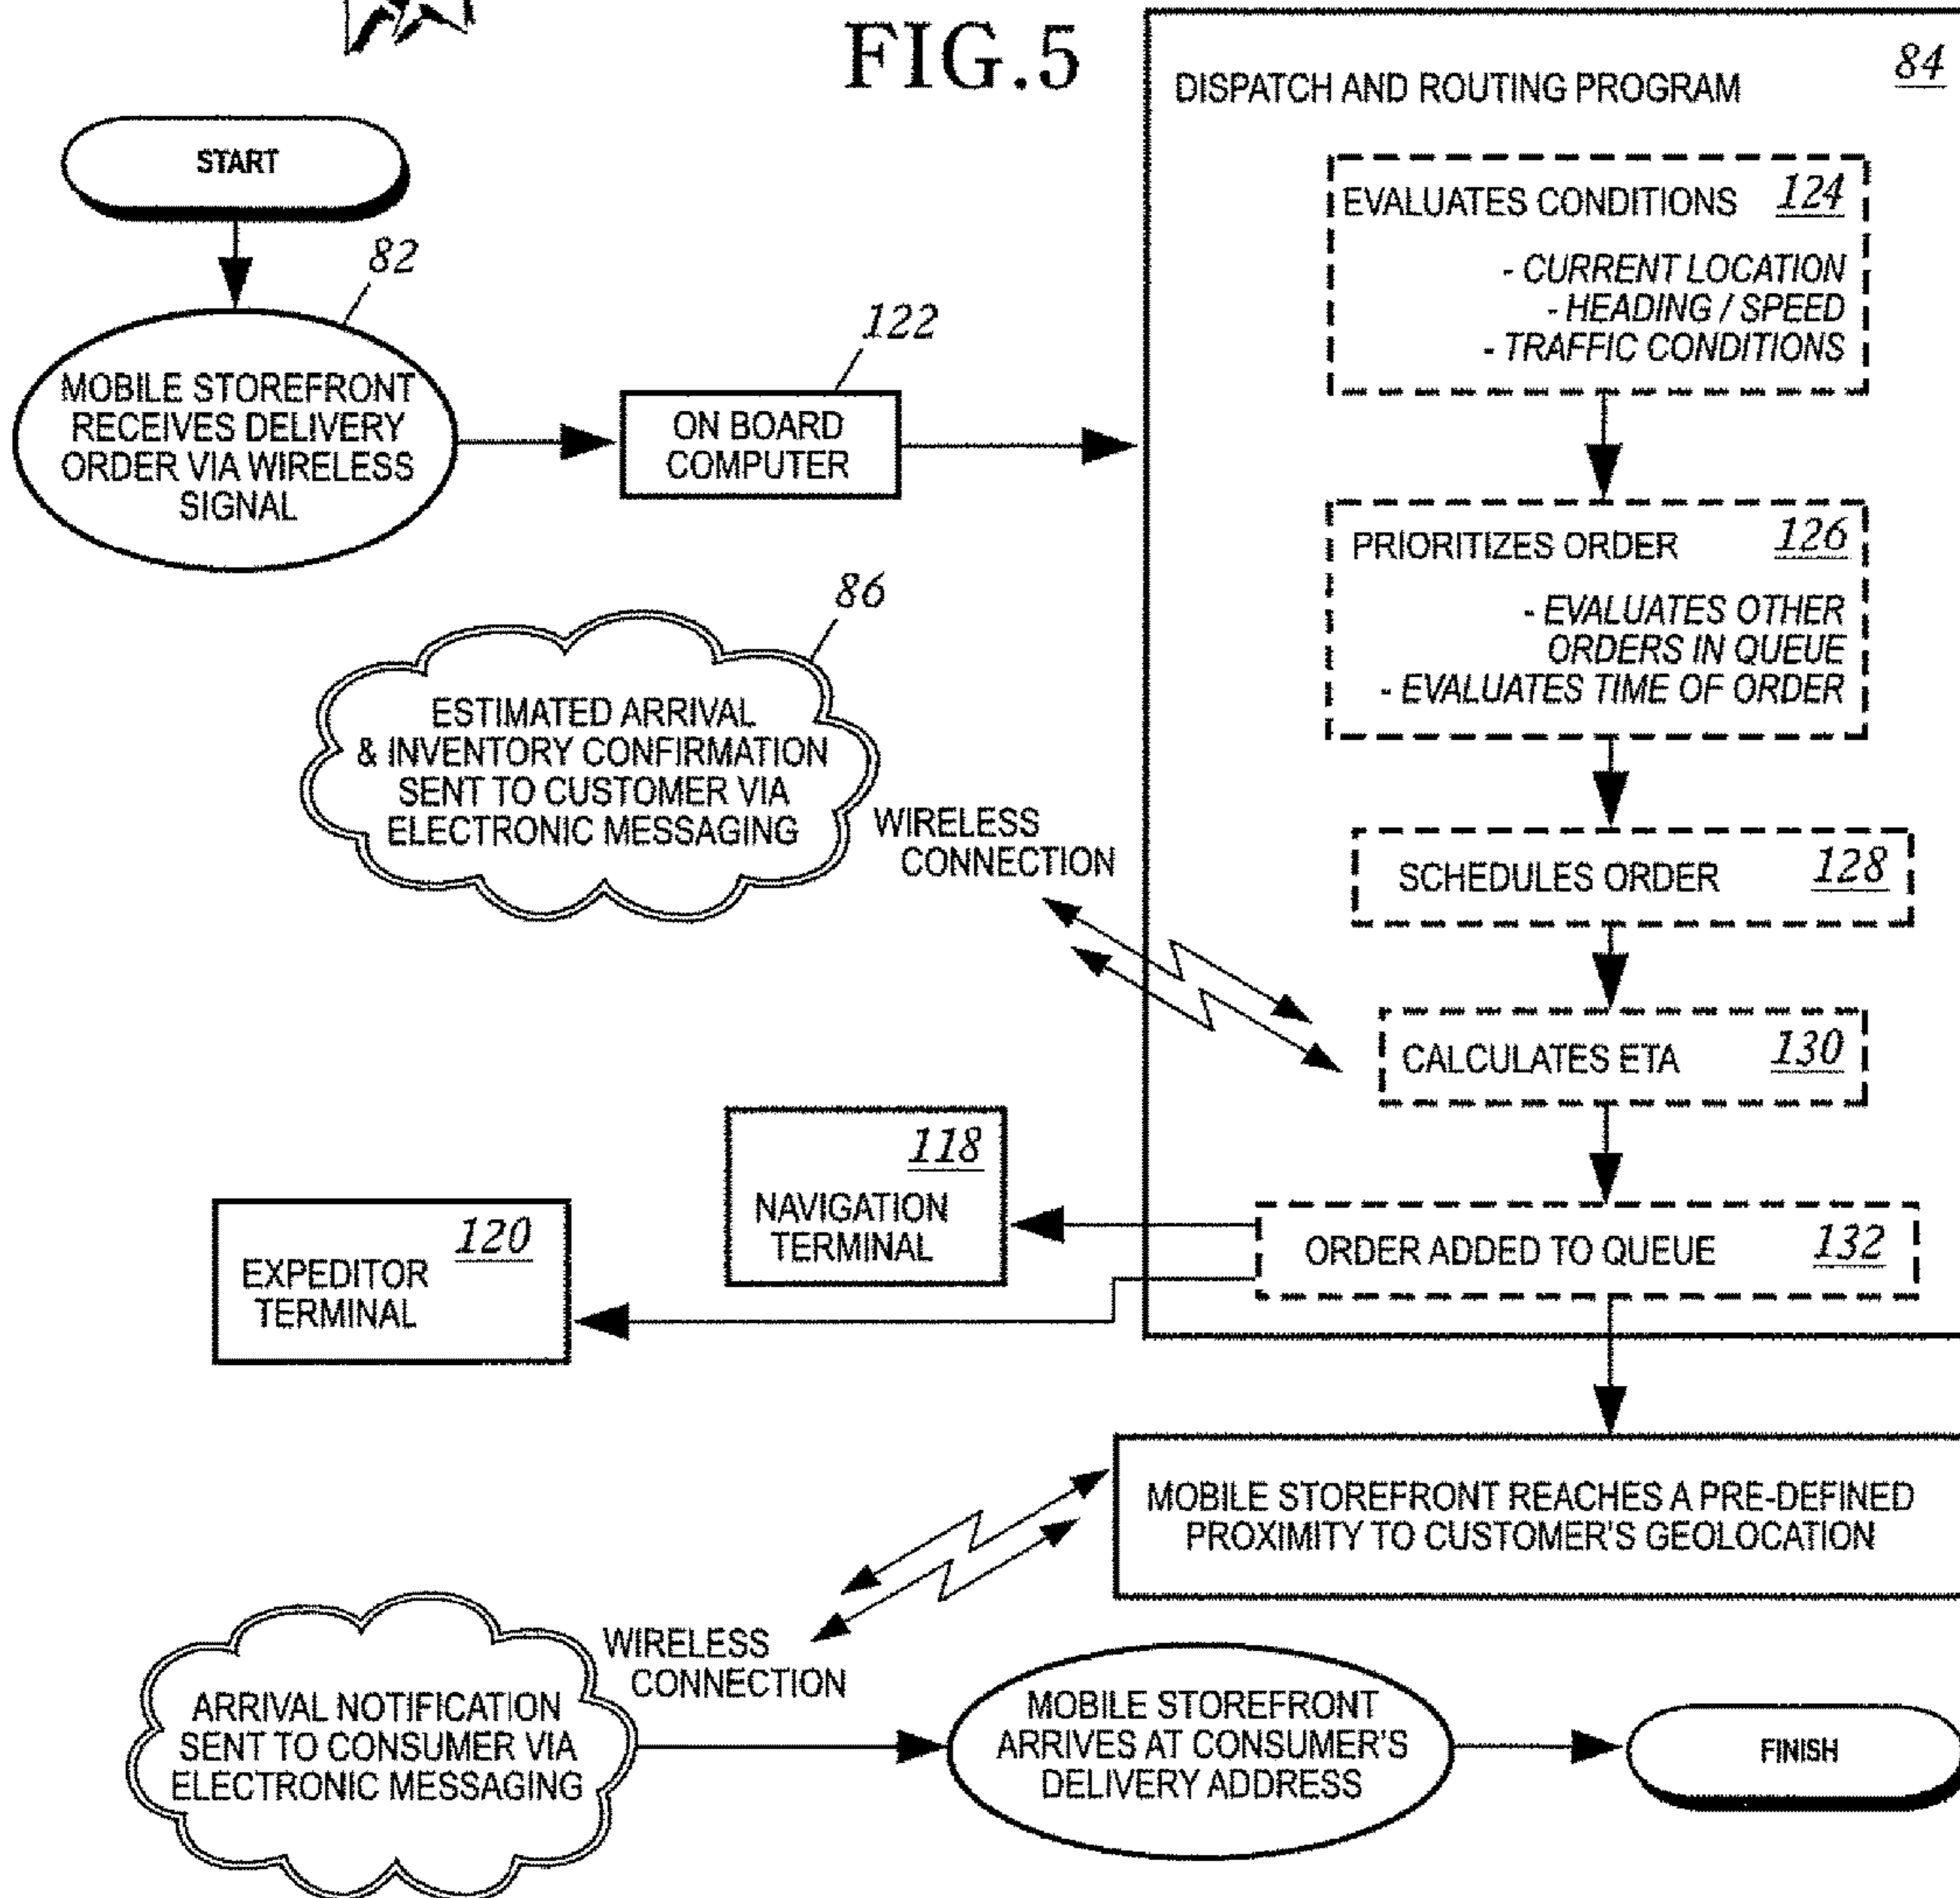 FIG.5
START
82
MOBILE STOREFRONT
RECEIVES DELIVERY
ORDER VIA WIRELESS
SIGNAL
122
ON BOARD
COMPUTER
84
DISPATCH AND ROUTING PROGRAM
EVALUATES CONDITIONS 124
- CURRENT LOCATION
- HEADING / SPEED
- TRAFFIC CONDITIONS
PRIORITIZES ORDER 126
- EVALUATES OTHER
ORDERS IN QUEUE
- EVALUATES TIME OF ORDER
SCHEDULES ORDER 128
CALCULATES ETA 130
ORDER ADDED TO QUEUE 132
86
ESTIMATED ARRIVAL
& INVENTORY CONFIRMATION
SENT TO CUSTOMER VIA
ELECTRONIC MESSAGING
WIRELESS
CONNECTION
118
NAVIGATION
TERMINAL
120
EXPEDITOR
TERMINAL
MOBILE STOREFRONT REACHES A PRE-DEFINED
PROXIMITY TO CUSTOMER'S GEOLOCATION
WIRELESS
CONNECTION
ARRIVAL NOTIFICATION
SENT TO CONSUMER VIA
ELECTRONIC MESSAGING
MOBILE STOREFRONT
ARRIVES AT CONSUMER'S
DELIVERY ADDRESS
FINISH